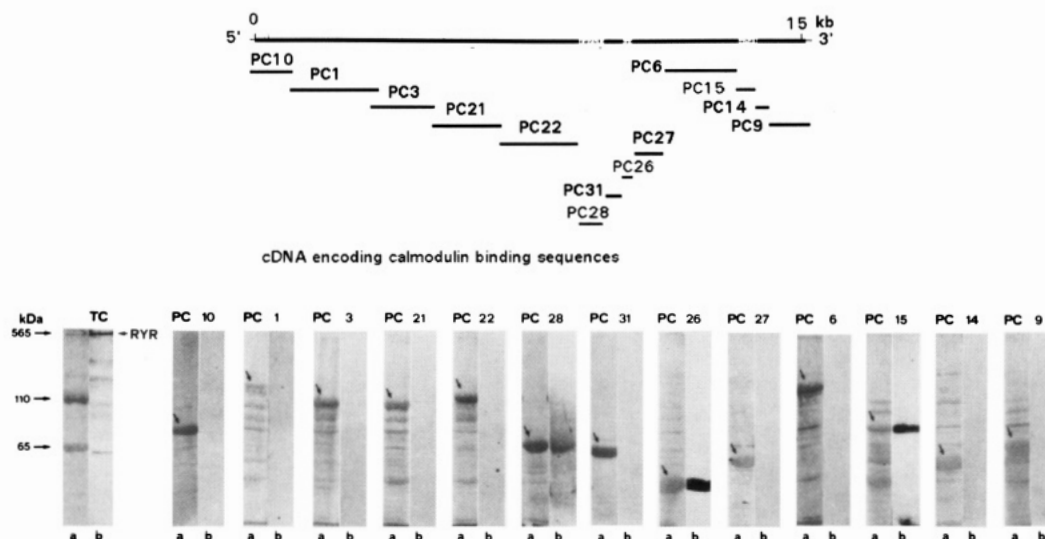 0 15 kb
5' 3'
PC10
PC1
PC3
PC21
PC22
PC6
PC15
PC14
PC9
PC27
PC26
PC31
PC28
cDNA encoding calmodulin binding sequences
kDa TC PC 10 PC 1 PC 3 PC 21 PC 22 PC 28 PC 31 PC 26 PC 27 PC 6 PC 15 PC 14 PC 9
565 RYR
110
65
a b a b a b a b a b a b a b a b a b a b a b a b a b a b